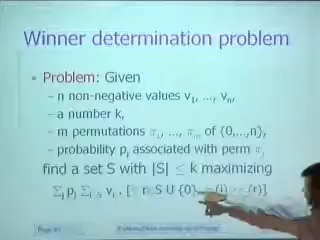 Winner determination problem
Problem: Given
– n non-negative values v₁, ..., vₙ,
– a number k,
– m permutations π₁, ..., πₘ of {0,...,n},
– probability pⱼ associated with perm πⱼ
find a set S with |S| ≤ k maximizing
Σⱼ pⱼ Σᵢ S vᵢ . [ r S U {0}, (i) (r)]